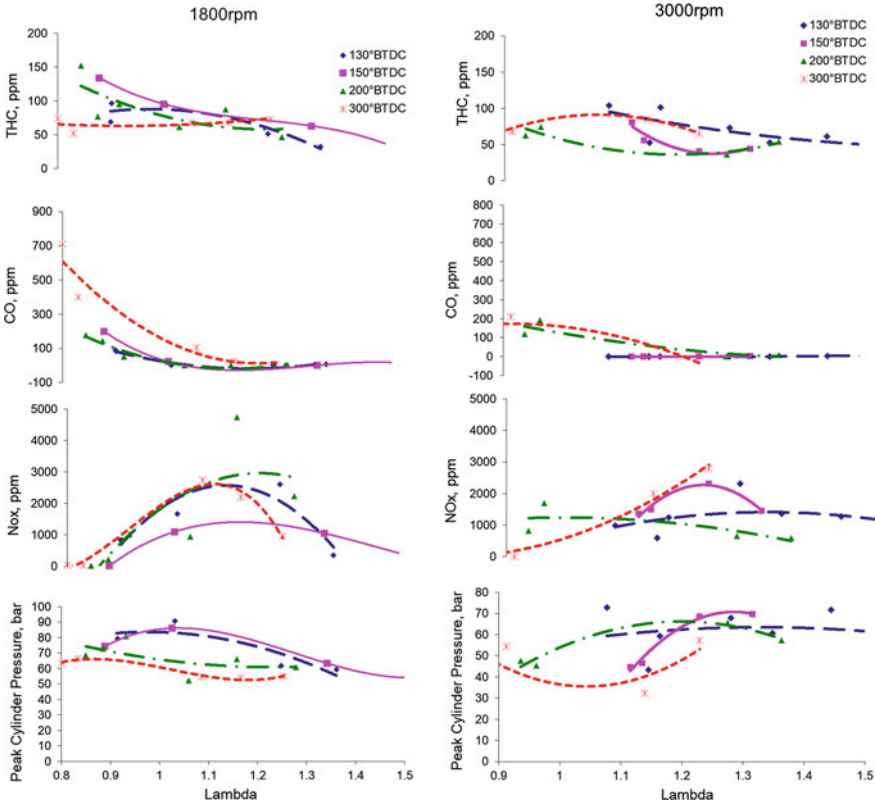 1800rpm
THC, ppm
200
150
100
50
0
130°BTDC
150°BTDC
200°BTDC
300°BTDC
CO, ppm
900
700
500
300
100
-100
Nox, ppm
5000
4000
3000
2000
1000
0
Peak Cylinder Pressure, bar
100
90
80
70
60
50
40
30
20
10
0
0.8 0.9 1 1.1 1.2 1.3 1.4 1.5
Lambda
3000rpm
THC, ppm
200
150
100
50
0
130°BTDC
150°BTDC
200°BTDC
300°BTDC
CO, ppm
800
700
600
500
400
300
200
100
0
-100
NOx, ppm
5000
4000
3000
2000
1000
0
Peak Cylinder Pressure, bar
80
70
60
50
40
30
20
10
0
0.9 1 1.1 1.2 1.3 1.4 1.5
Lambda